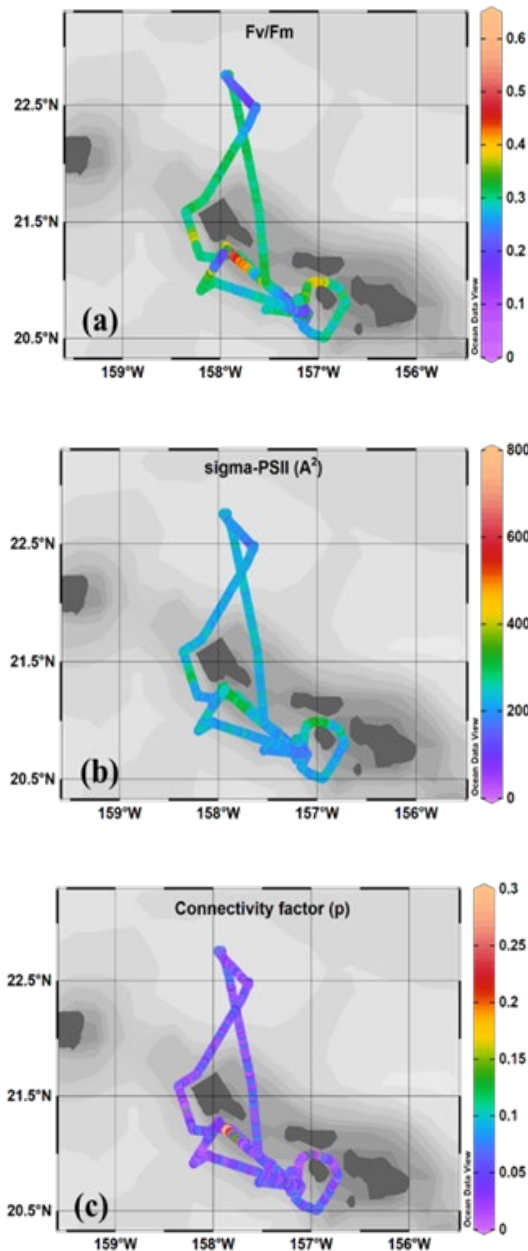 Fv/Fm
0.6
22.5°N
0.5
0.4
21.5°N
0.3
0.2
0.1
(a)
20.5°N
0
Ocean Data View
159°W 158°W 157°W 156°W
sigma-PSII (A²)
800
22.5°N
600
21.5°N
400
200
(b)
20.5°N
0
Ocean Data View
159°W 158°W 157°W 156°W
Connectivity factor (p)
0.3
0.25
22.5°N
0.2
0.15
21.5°N
0.1
0.05
(c)
20.5°N
0
Ocean Data View
159°W 158°W 157°W 156°W